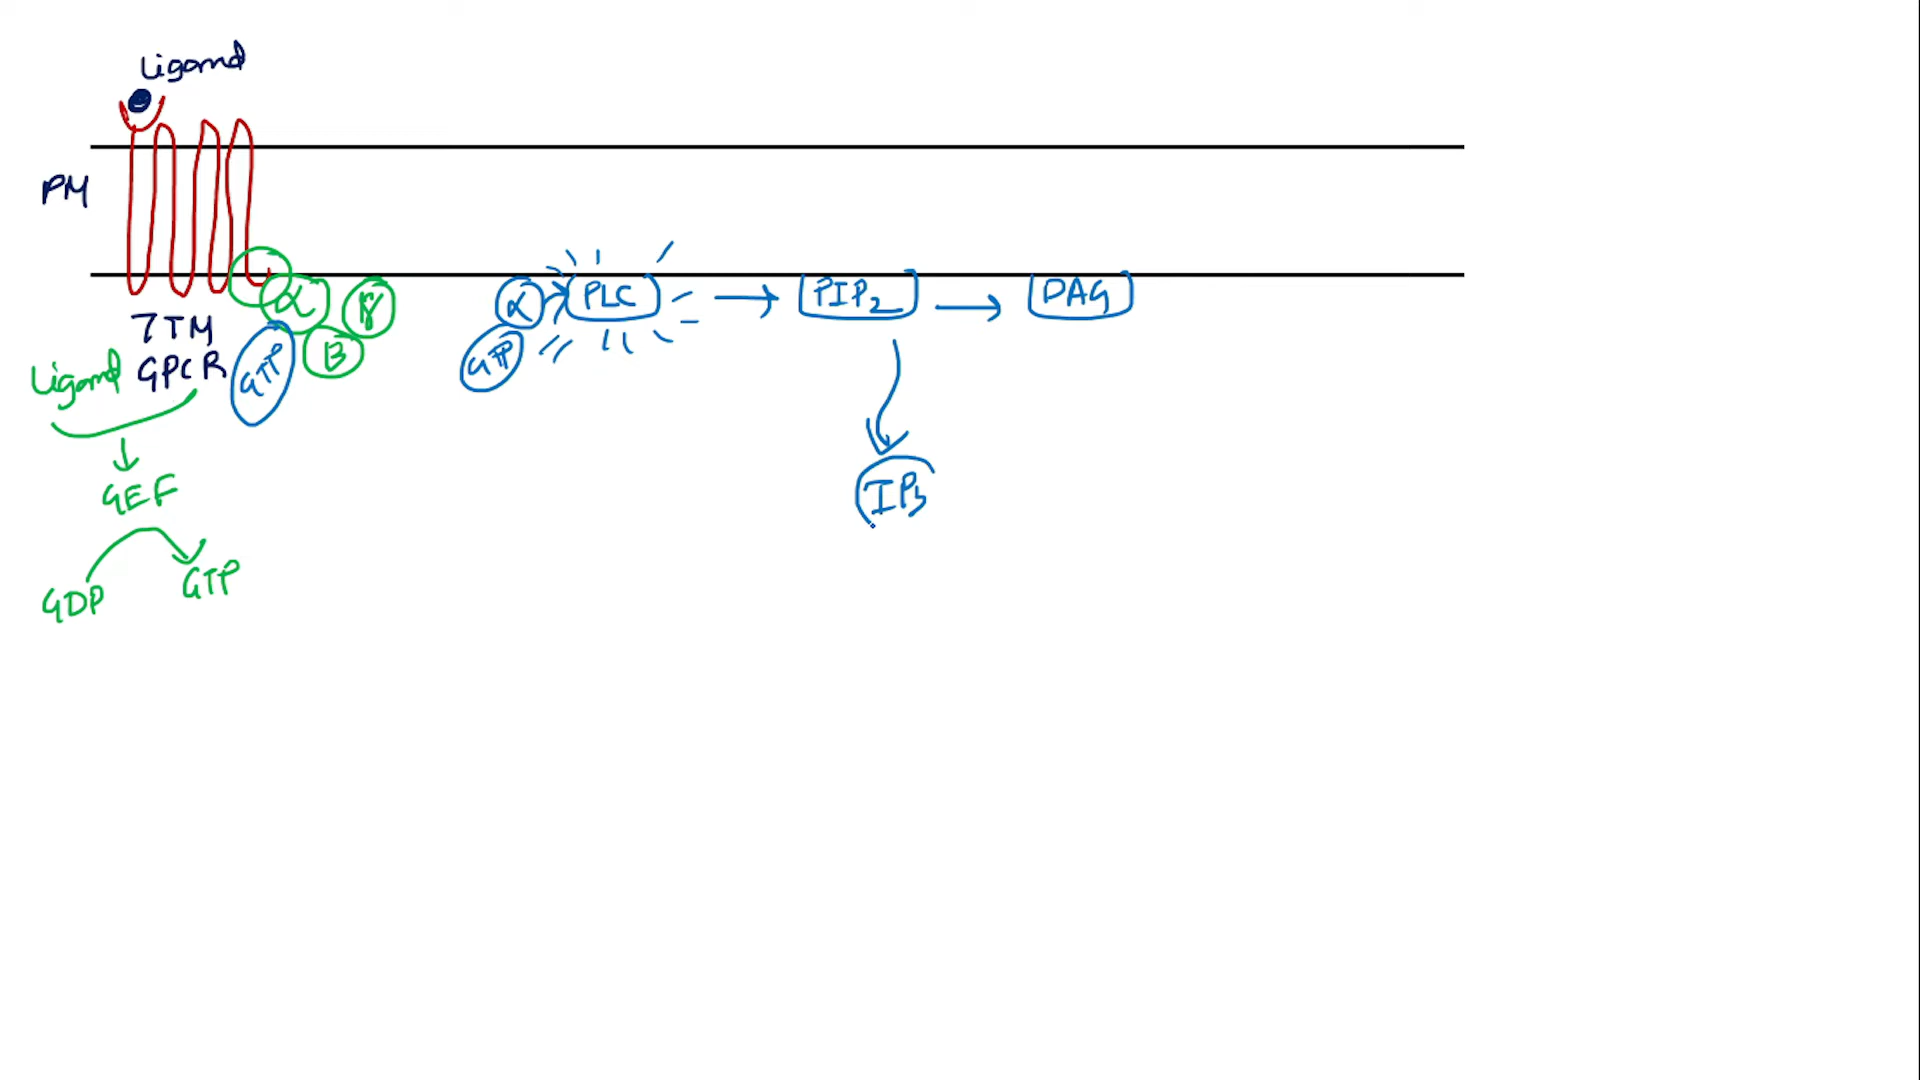 Ligand
PM
7TM
GPCR
α
β
γ
GTP
Ligand
GEF
GDP
GTP
α
GTP
PLC
PIP₂
DAG
IP₃